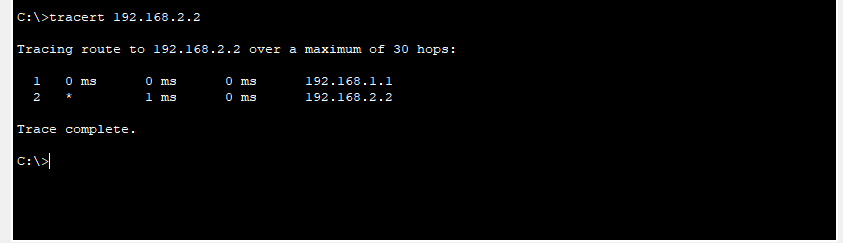 C:\>tracert 192.168.2.2
Tracing route to 192.168.2.2 over a maximum of 30 hops:
1 0 ms 0 ms 0 ms 192.168.1.1
2 * 1 ms 0 ms 192.168.2.2
Trace complete.
C:\>